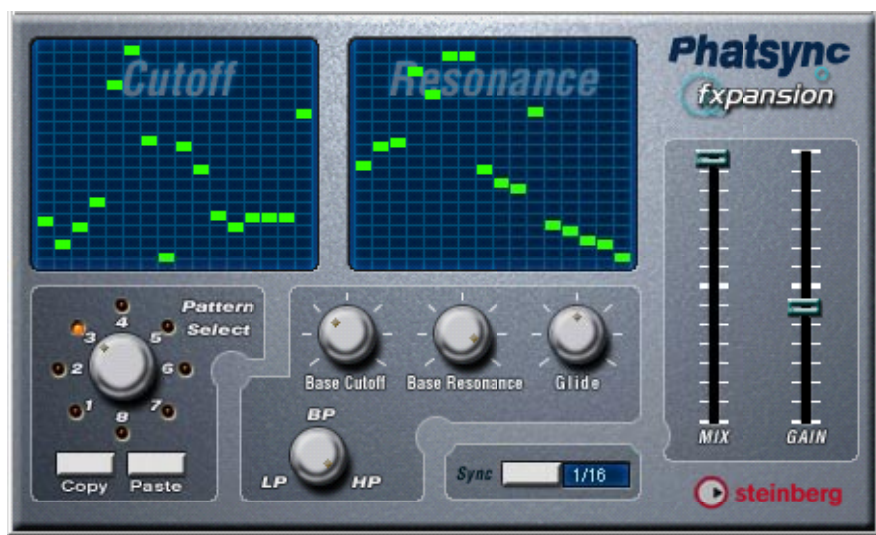 Cutoff
Resonance
Phatsync
fxpansion
Pattern
Select
1
2
3
4
5
6
7
8
Copy
Paste
Base Cutoff
Base Resonance
Glide
BP
LP
HP
Sync
1/16
MIX
GAIN
steinberg